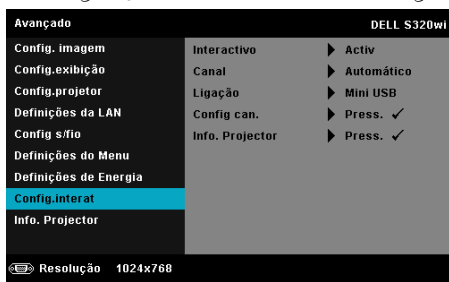 Avançado DELL S320wi
Config. imagem
Config.exibição
Config.projetor
Definições da LAN
Config s/fio
Definições do Menu
Definições de Energia
Config.interat
Info. Projector
Interactivo Activ
Canal Automático
Ligação Mini USB
Config can. Press. ✓
Info. Projector Press. ✓
Resolução 1024x768